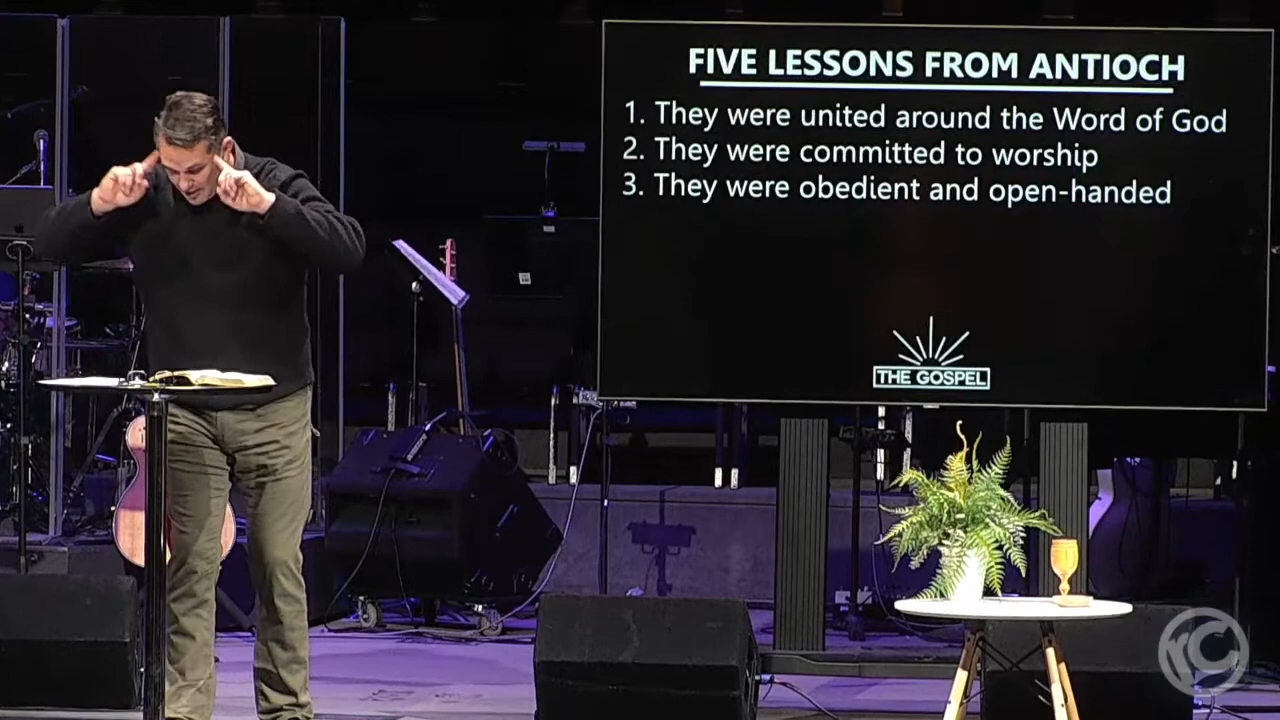 FIVE LESSONS FROM ANTIOCH
1. They were united around the Word of God
2. They were committed to worship
3. They were obedient and open-handed
THE GOSPEL
rc